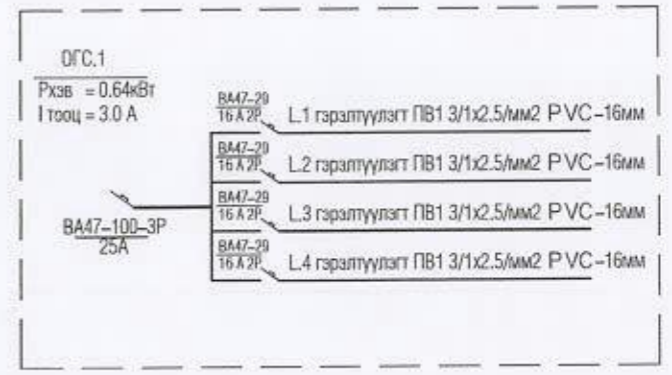 ОГС.1
Рхэв = 0.64кВт
I тооц = 3.0 А
ВА47-29
16 А 2Р
L.1 гэрэлтүүлэгт ПВ1 3/1х2.5/мм2 PVC-16мм
ВА47-29
16 А 2Р
L.2 гэрэлтүүлэгт ПВ1 3/1х2.5/мм2 PVC-16мм
ВА47-29
16 А 2Р
L.3 гэрэлтүүлэгт ПВ1 3/1х2.5/мм2 PVC-16мм
ВА47-100-3Р
25А
ВА47-29
16 А 2Р
L.4 гэрэлтүүлэгт ПВ1 3/1х2.5/мм2 PVC-16мм